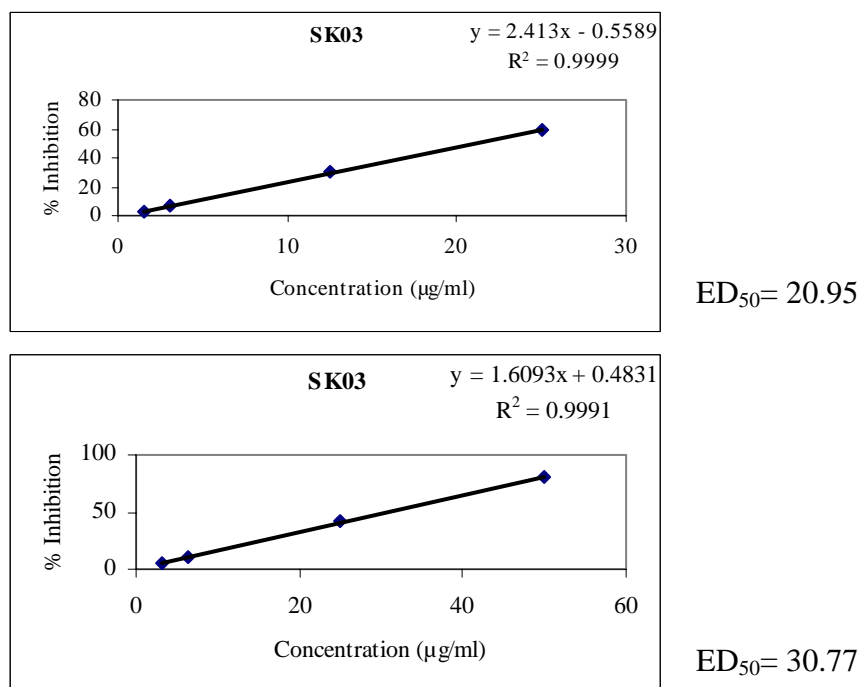 SK03
y = 2.413x - 0.5589
R² = 0.9999
% Inhibition
80
60
40
20
0
0 10 20 30
Concentration (µg/ml)
ED₅₀= 20.95
SK03
y = 1.6093x + 0.4831
R² = 0.9991
% Inhibition
100
50
0
0 20 40 60
Concentration (µg/ml)
ED₅₀= 30.77